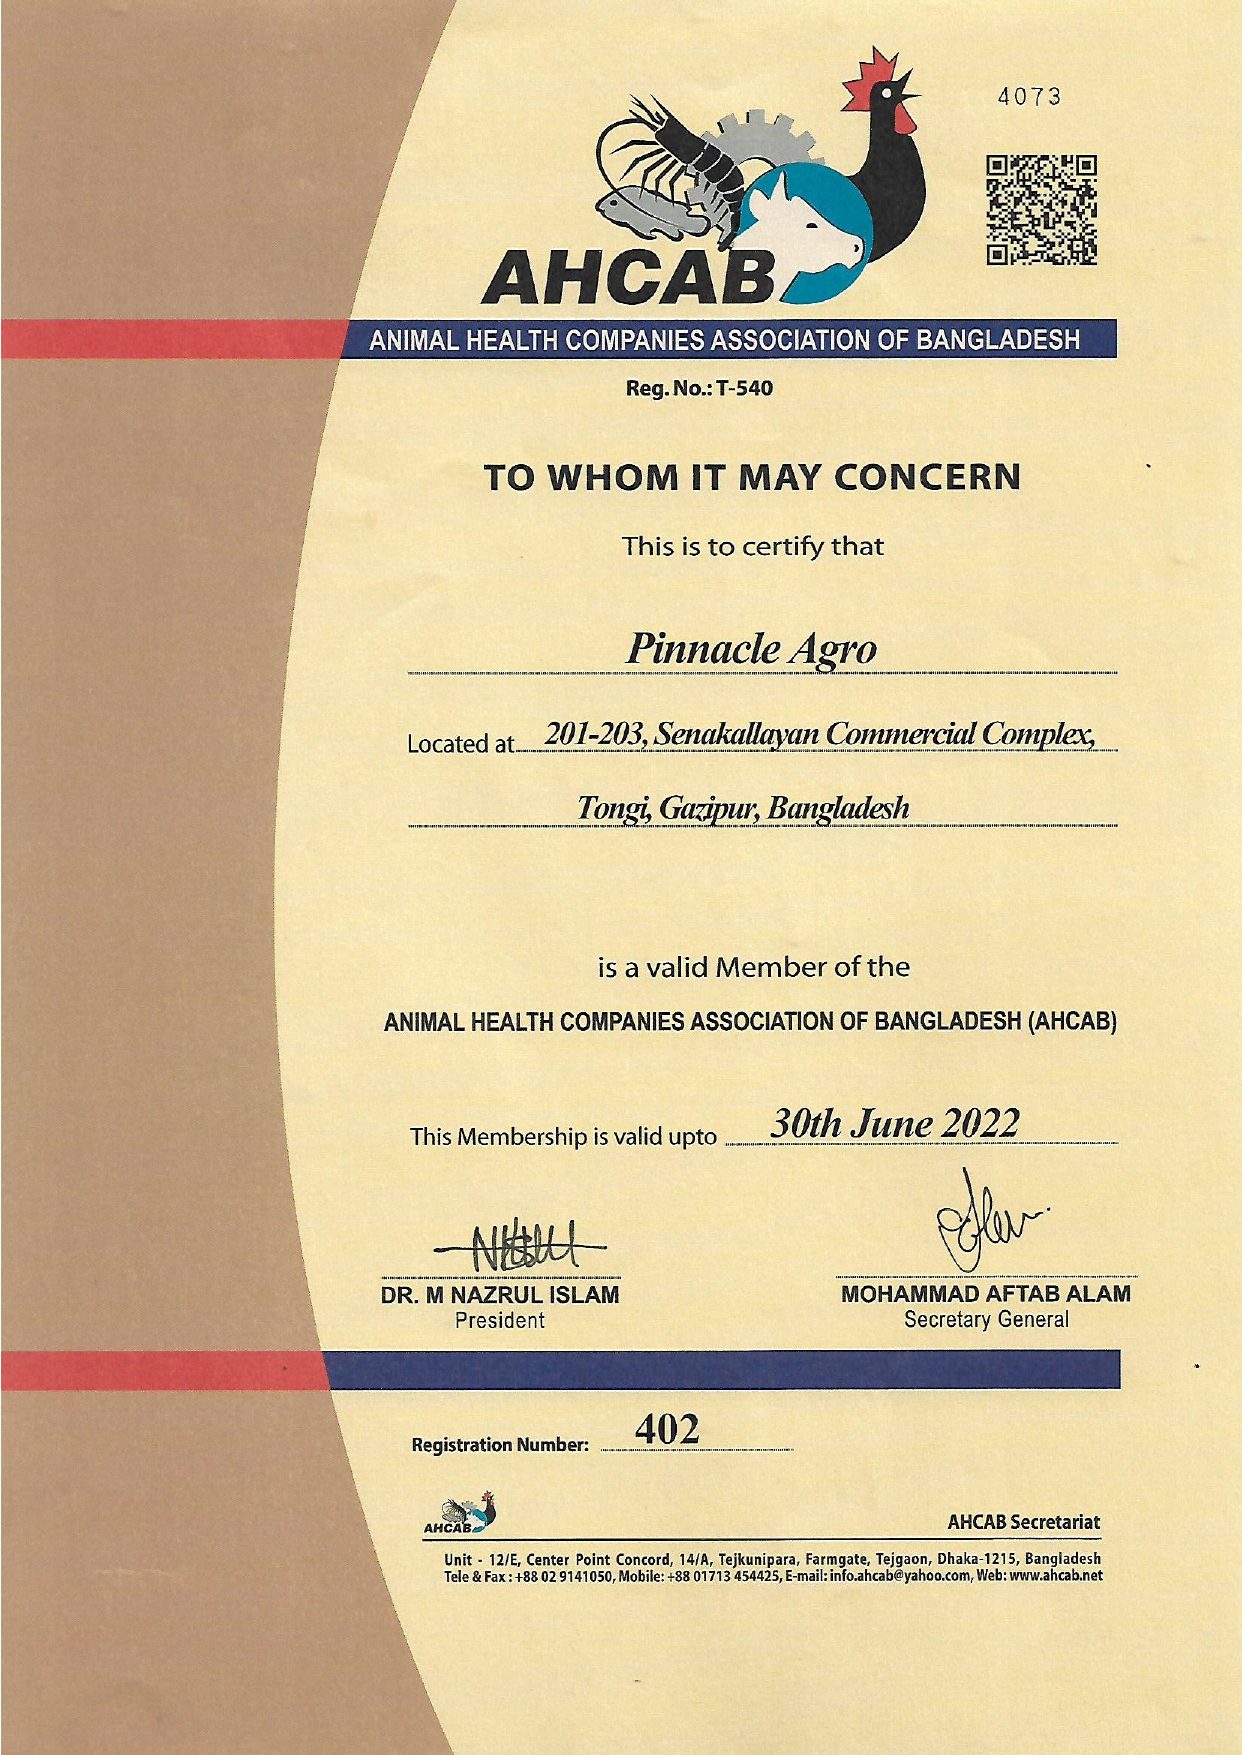 4073
AHCAB
ANIMAL HEALTH COMPANIES ASSOCIATION OF BANGLADESH
Reg. No.: T-540
TO WHOM IT MAY CONCERN
This is to certify that
Pinnacle Agro
Located at 201-203, Senakallayan Commercial Complex,
Tongi, Gazipur, Bangladesh
is a valid Member of the
ANIMAL HEALTH COMPANIES ASSOCIATION OF BANGLADESH (AHCAB)
This Membership is valid upto 30th June 2022
DR. M NAZRUL ISLAM
President
MOHAMMAD AFTAB ALAM
Secretary General
Registration Number: 402
AHCAB
AHCAB Secretariat
Unit - 12/E, Center Point Concord, 14/A, Tejkunipara, Farmgate, Tejgaon, Dhaka-1215, Bangladesh
Tele & Fax : +88 02 9141050, Mobile: +88 01713 454425, E-mail: info.ahcab@yahoo.com, Web: www.ahcab.net